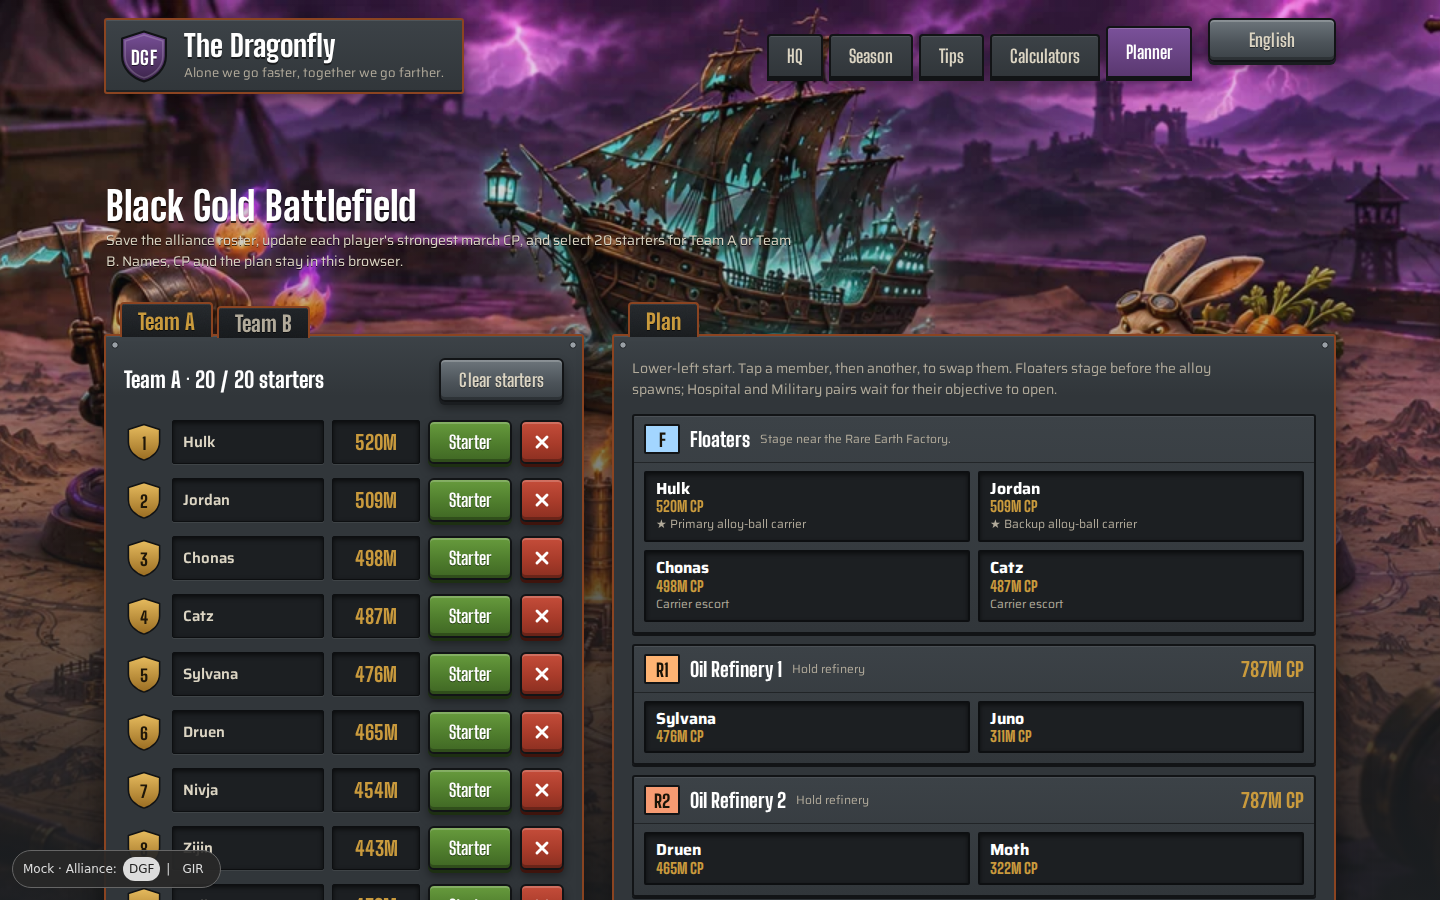 DGF
The Dragonfly
Alone we go faster, together we go farther.
HQ
Season
Tips
Calculators
Planner
English
Black Gold Battlefield
Save the alliance roster, update each player's strongest march CP, and select 20 starters for Team A or Team
B. Names, CP and the plan stay in this browser.
Team A
Team B
Team A · 20 / 20 starters
Clear starters
1 Hulk 520M Starter ×
2 Jordan 509M Starter ×
3 Chonas 498M Starter ×
4 Catz 487M Starter ×
5 Sylvana 476M Starter ×
6 Druen 465M Starter ×
7 Nivja 454M Starter ×
8 Zijin 443M Starter ×
Plan
Lower-left start. Tap a member, then another, to swap them. Floaters stage before the alloy
spawns; Hospital and Military pairs wait for their objective to open.
F Floaters Stage near the Rare Earth Factory.
Hulk
520M CP
★ Primary alloy-ball carrier
Jordan
509M CP
★ Backup alloy-ball carrier
Chonas
498M CP
Carrier escort
Catz
487M CP
Carrier escort
R1 Oil Refinery 1 Hold refinery 787M CP
Sylvana
476M CP
Juno
311M CP
R2 Oil Refinery 2 Hold refinery 787M CP
Druen
465M CP
Moth
322M CP
Mock · Alliance: DGF | GIR